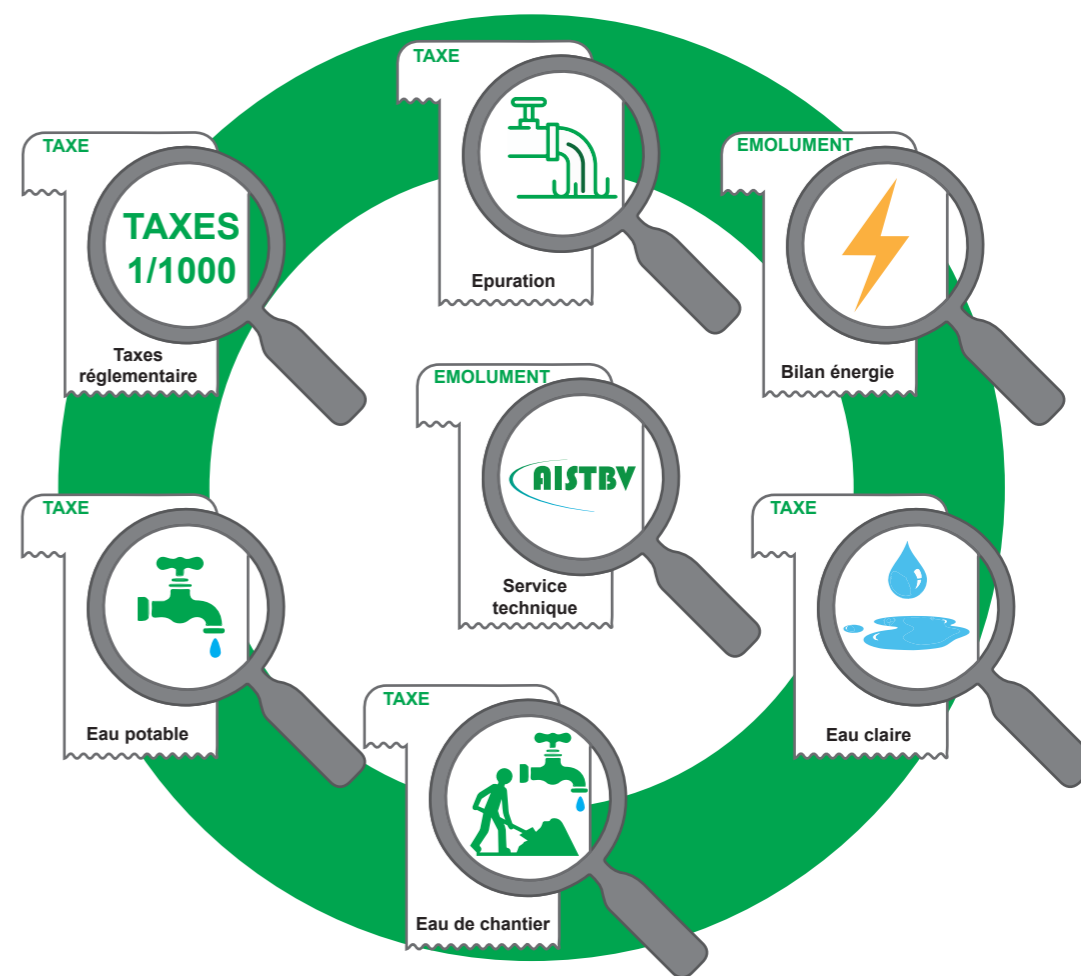 TAXE
Epuration
TAXE
TAXES
1/1000
Taxes
réglementaire
EMOLUMENT
Bilan énergie
EMOLUMENT
AISTBV
Service
technique
TAXE
Eau potable
TAXE
Eau claire
TAXE
Eau de chantier